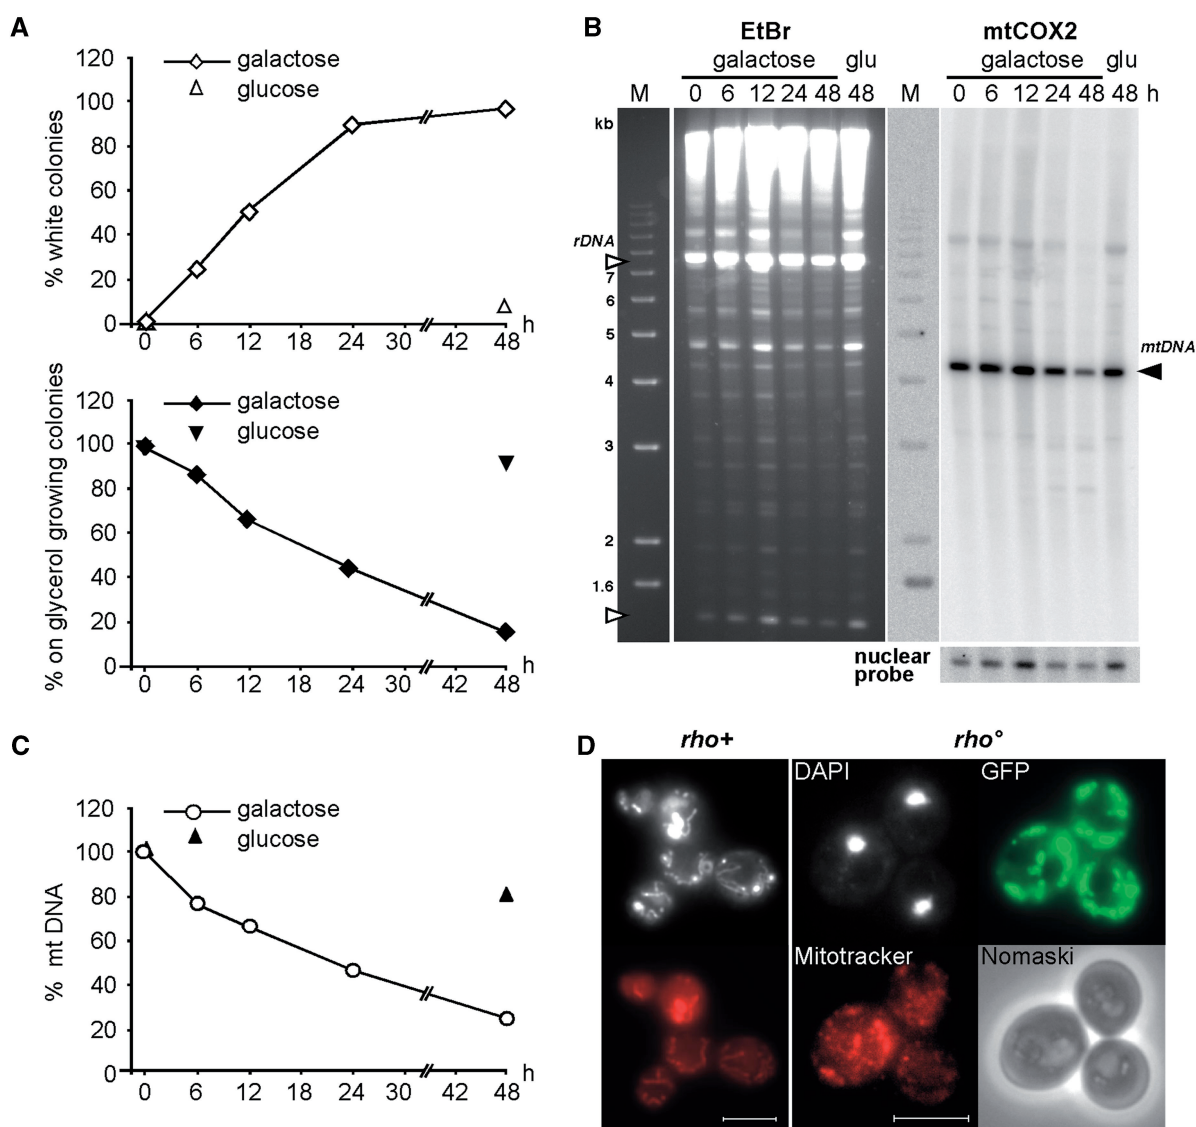 A
120
100
80
60
40
20
0
% white colonies
galactose
glucose
0 6 12 18 24 30 42 48 h
120
100
80
60
40
20
0
% on glycerol growing colonies
galactose
glucose
0 6 12 18 24 30 42 48 h
B
EtBr mtCOX2
galactose glu galactose glu
M 0 6 12 24 48 48 M 0 6 12 24 48 48 h
kb
rDNA
7
6
5
4
3
2
1.6
mtDNA
nuclear
probe
C
120
100
80
60
40
20
0
% mt DNA
galactose
glucose
0 6 12 18 24 30 42 48 h
D
rho+ rho°
DAPI GFP
Mitotracker Nomaski